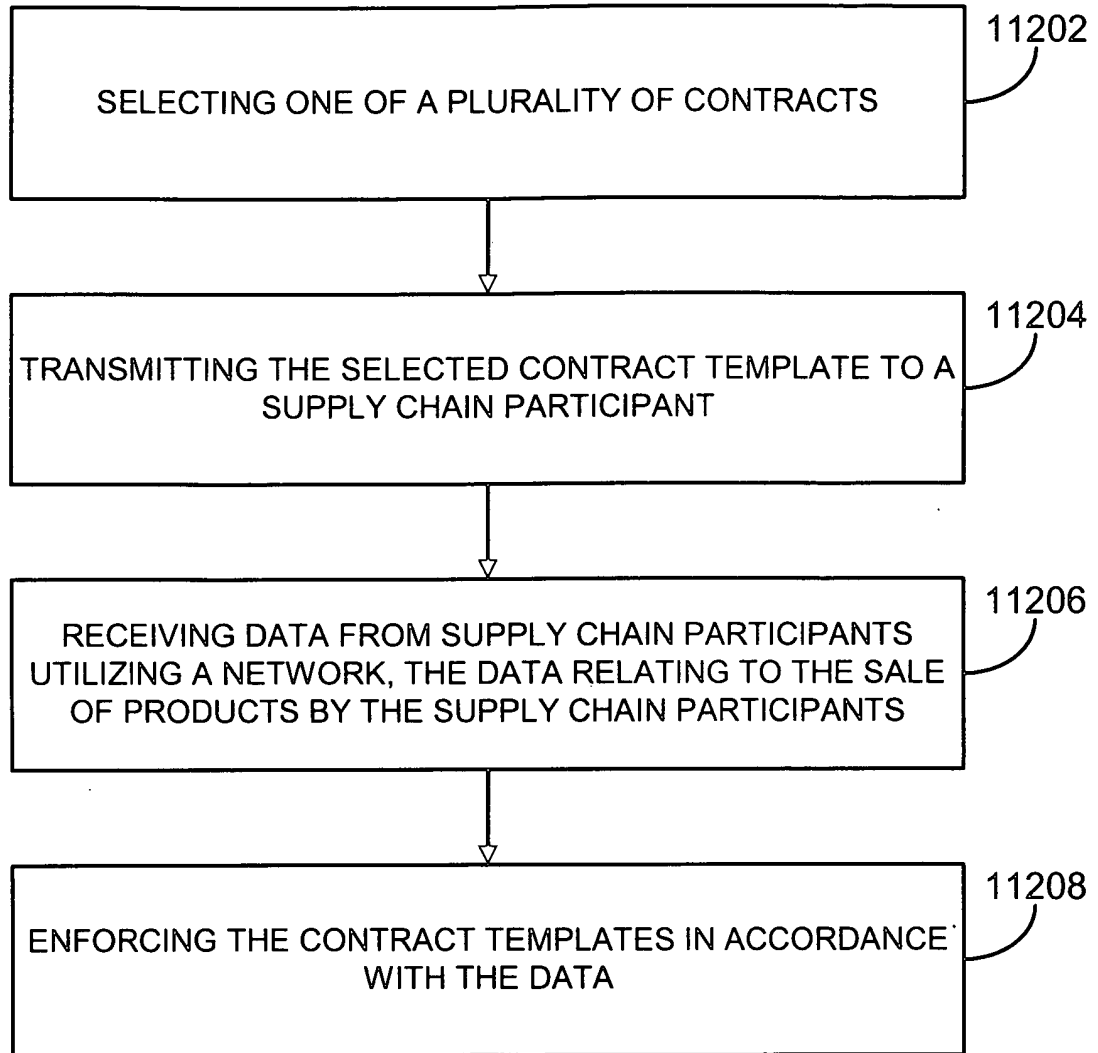 11202
SELECTING ONE OF A PLURALITY OF CONTRACTS
11204
TRANSMITTING THE SELECTED CONTRACT TEMPLATE TO A
SUPPLY CHAIN PARTICIPANT
11206
RECEIVING DATA FROM SUPPLY CHAIN PARTICIPANTS
UTILIZING A NETWORK, THE DATA RELATING TO THE SALE
OF PRODUCTS BY THE SUPPLY CHAIN PARTICIPANTS
11208
ENFORCING THE CONTRACT TEMPLATES IN ACCORDANCE
WITH THE DATA